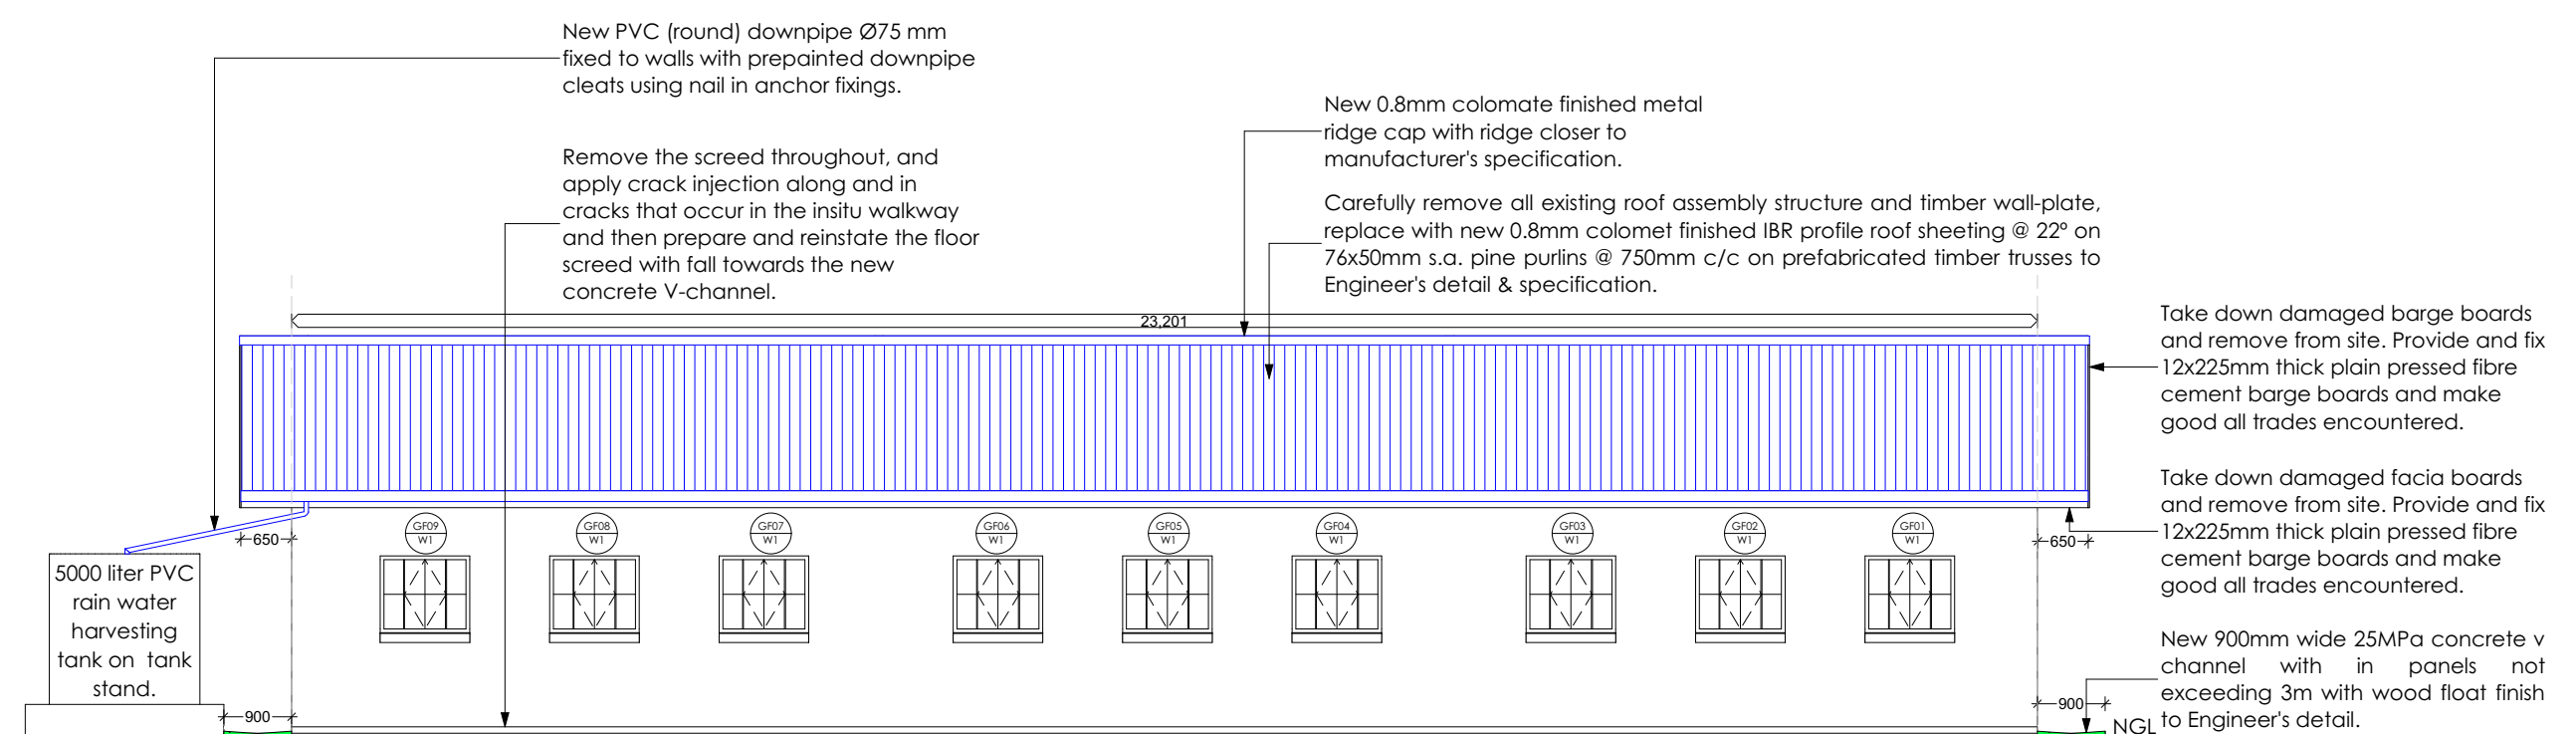 New PVC (round) downpipe Ø75 mm
fixed to walls with prepainted downpipe
cleats using nail in anchor fixings.
Remove the screed throughout, and
apply crack injection along and in
cracks that occur in the insitu walkway
and then prepare and reinstate the floor
screed with fall towards the new
concrete V-channel.
New 0.8mm colomate finished metal
ridge cap with ridge closer to
manufacturer's specification.
Carefully remove all existing roof assembly structure and timber wall-plate,
replace with new 0.8mm colomet finished IBR profile roof sheeting @ 22º on
76x50mm s.a. pine purlins @ 750mm c/c on prefabricated timber trusses to
Engineer's detail & specification.
23,201
Take down damaged barge boards
and remove from site. Provide and fix
12x225mm thick plain pressed fibre
cement barge boards and make
good all trades encountered.
Take down damaged facia boards
and remove from site. Provide and fix
12x225mm thick plain pressed fibre
cement barge boards and make
good all trades encountered.
New 900mm wide 25MPa concrete v
channel with in panels not
exceeding 3m with wood float finish
to Engineer's detail.
650
GF09
W1
GF08
W1
GF07
W1
GF06
W1
GF05
W1
GF04
W1
GF03
W1
GF02
W1
GF01
W1
650
5000 liter PVC
rain water
harvesting
tank on tank
stand.
900
900
NGL